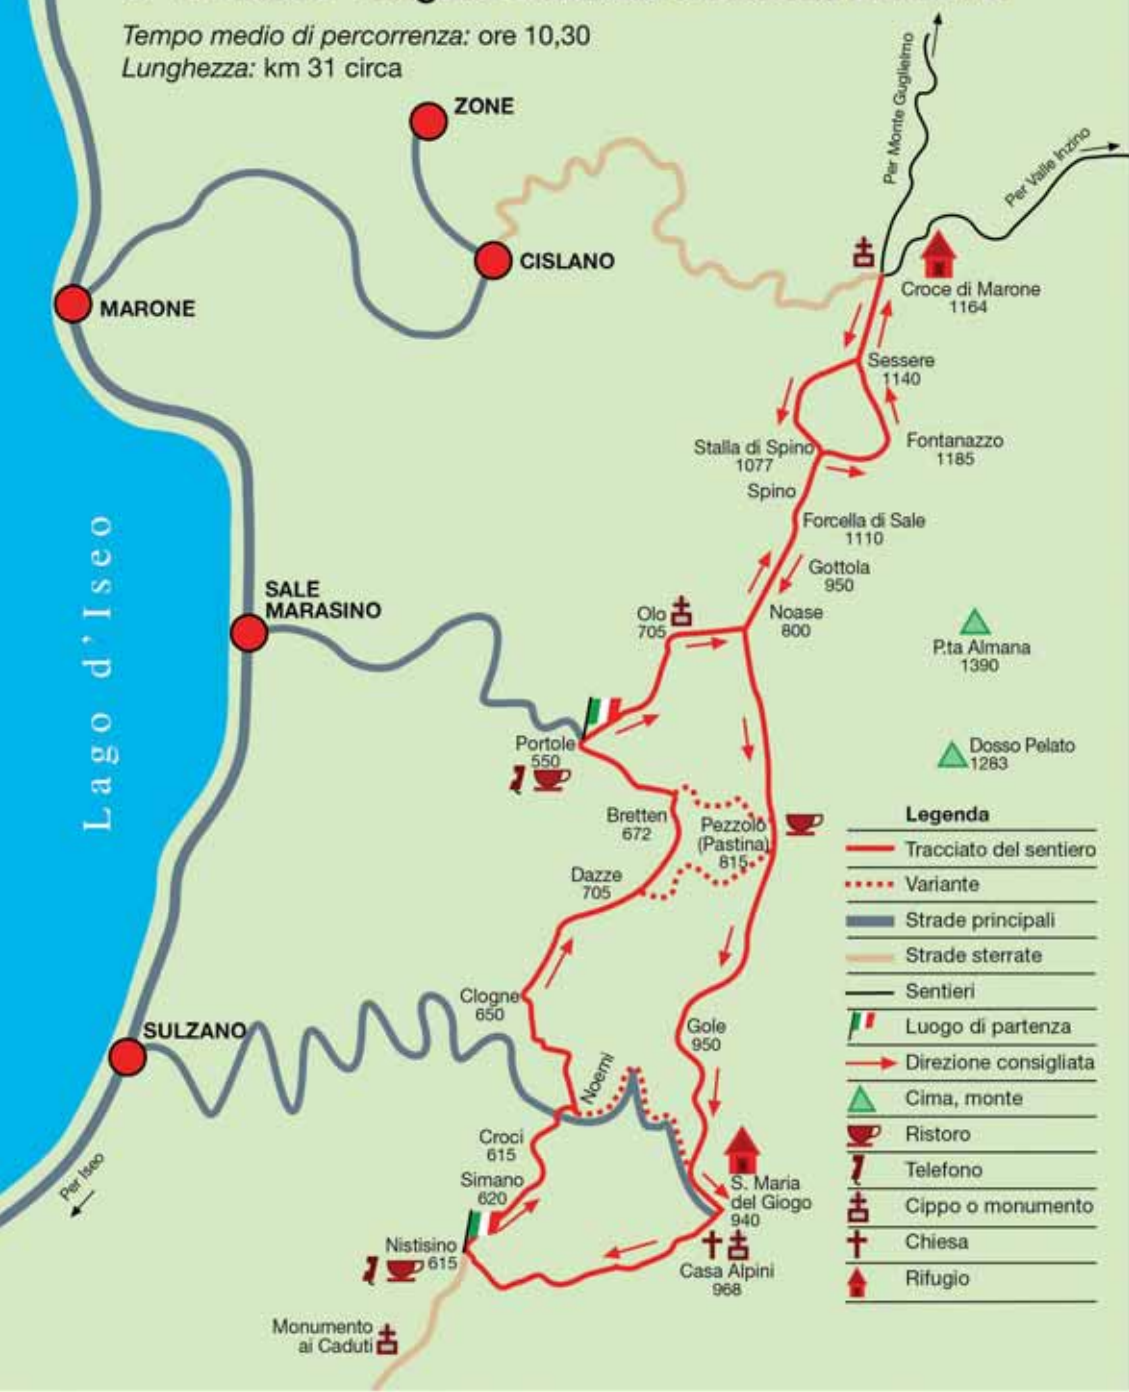 Tempo medio di percorrenza: ore 10,30
Lunghezza: km 31 circa
ZONE
Per Monte Guglielmo
Per Valle Inzino
CISLANO
MARONE
Croce di Marone
1164
Sessere
1140
Stalla di Spino
1077
Fontanazzo
1185
Spino
Forcella di Sale
1110
Gottola
950
Lago d'Iseo
SALE
MARASINO
Olo
705
Noase
800
P.ta Almana
1390
Portole
550
Dosso Pelato
1283
Bretten
672
Pezzolo
(Pastina)
815
Dazze
705
Clogne
650
SULZANO
Gole
950
Noemi
Croci
615
Simano
620
Per Iseo
S. Maria
del Giogo
940
Nistisino
615
Casa Alpini
968
Monumento
ai Caduti
Legenda
Tracciato del sentiero
Variante
Strade principali
Strade sterrate
Sentieri
Luogo di partenza
Direzione consigliata
Cima, monte
Ristoro
Telefono
Cippo o monumento
Chiesa
Rifugio